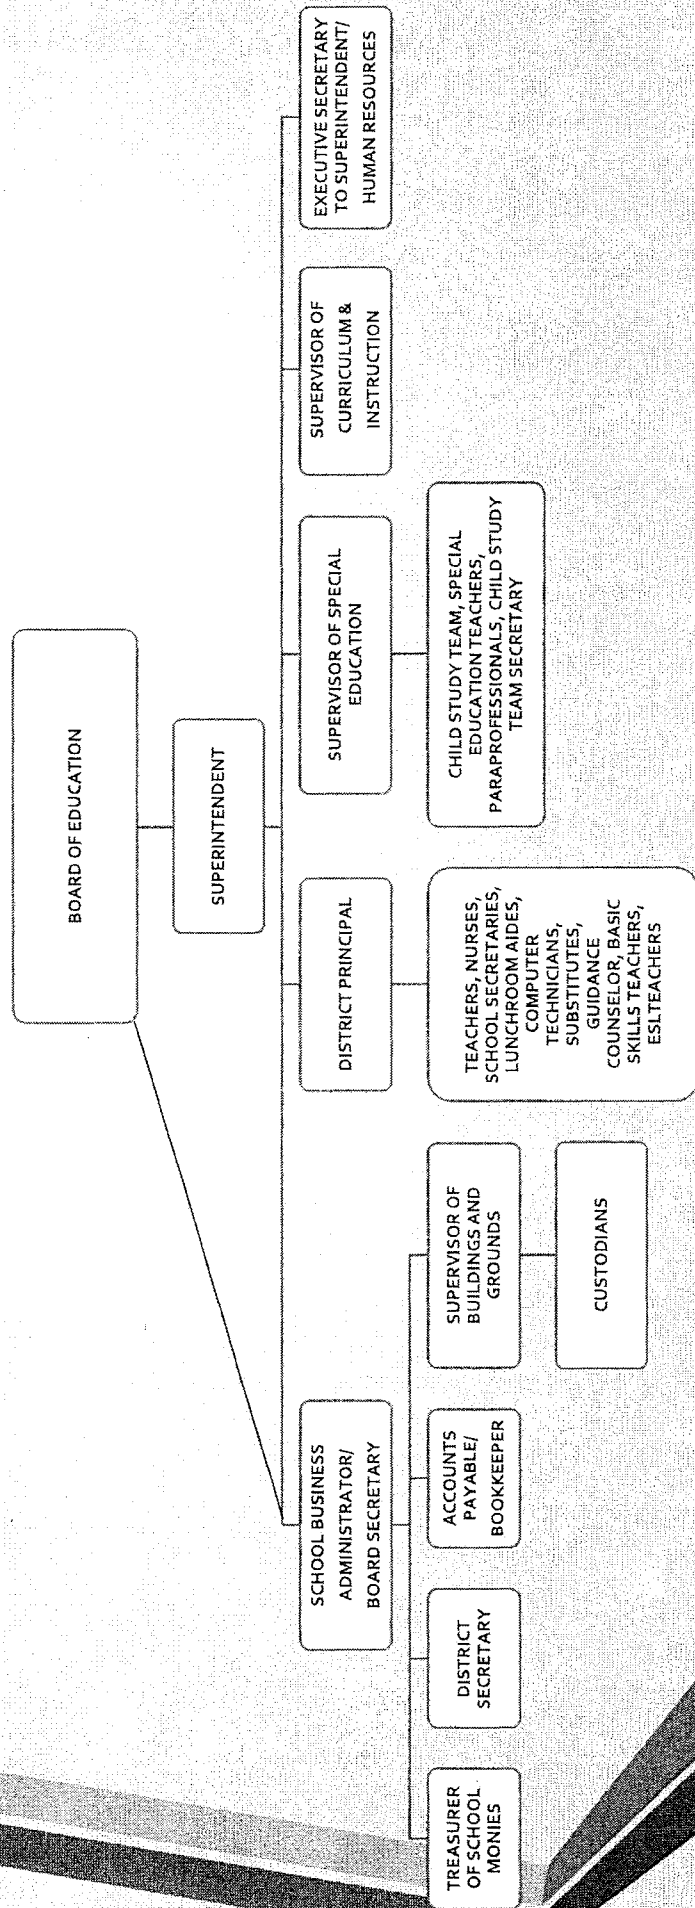 BOARD OF EDUCATION
SUPERINTENDENT
SCHOOL BUSINESS
ADMINISTRATOR/
BOARD SECRETARY
DISTRICT PRINCIPAL
SUPERVISOR OF SPECIAL
EDUCATION
SUPERVISOR OF
CURRICULUM &
INSTRUCTION
EXECUTIVE SECRETARY
TO SUPERINTENDENT/
HUMAN RESOURCES
TREASURER
OF SCHOOL
MONIES
DISTRICT
SECRETARY
ACCOUNTS
PAYABLE/
BOOKKEEPER
SUPERVISOR OF
BUILDINGS AND
GROUNDS
TEACHERS, NURSES,
SCHOOL SECRETARIES,
LUNCHROOM AIDES,
COMPUTER
TECHNICIANS,
SUBSTITUTES,
GUIDANCE
COUNSELOR, BASIC
SKILLS TEACHERS,
ESLTEACHERS
CHILD STUDY TEAM, SPECIAL
EDUCATION TEACHERS,
PARAPROFESSIONALS, CHILD STUDY
TEAM SECRETARY
CUSTODIANS